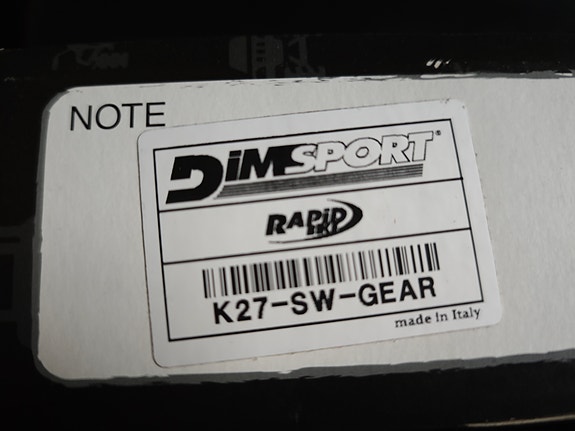 NOTE
DIMSPORT®
RAPiD
K27-SW-GEAR
made in Italy